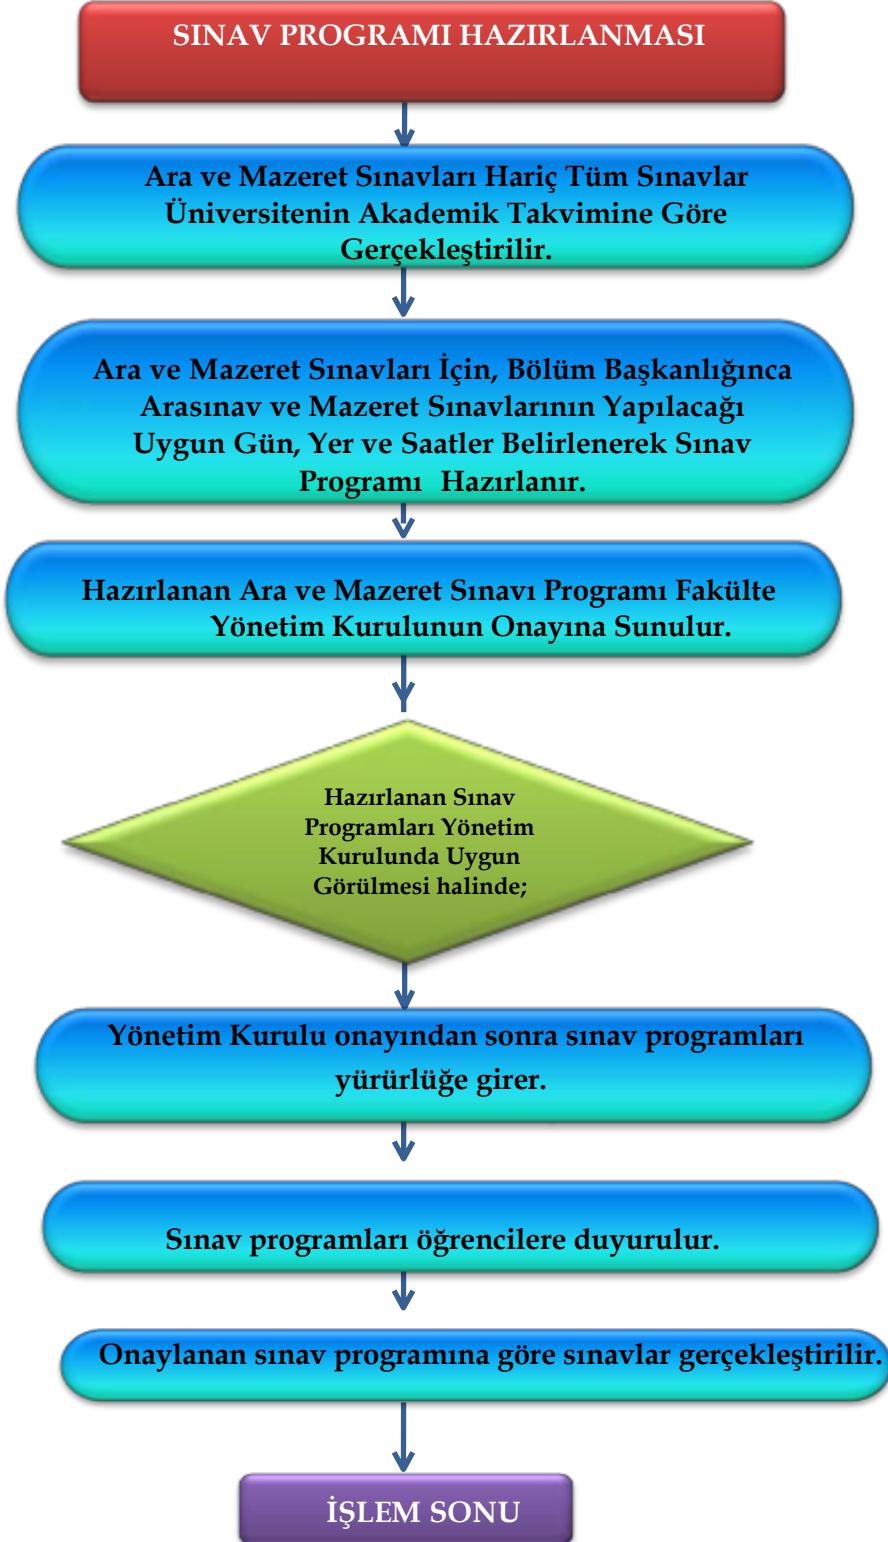 SINAV PROGRAMI HAZIRLANMASI
Ara ve Mazeret Sınavları Hariç Tüm Sınavlar
Üniversitenin Akademik Takvimine Göre
Gerçekleştirilir.
Ara ve Mazeret Sınavları İçin, Bölüm Başkanlığınca
Arasınav ve Mazeret Sınavlarının Yapılacağı
Uygun Gün, Yer ve Saatler Belirlenerek Sınav
Programı Hazırlanır.
Hazırlanan Ara ve Mazeret Sınavı Programı Fakülte
Yönetim Kurulunun Onayına Sunulur.
Hazırlanan Sınav
Programları Yönetim
Kurulunda Uygun
Görülmesi halinde;
Yönetim Kurulu onayından sonra sınav programları
yürürlüğe girer.
Sınav programları öğrencilere duyurulur.
Onaylanan sınav programına göre sınavlar gerçekleştirilir.
İŞLEM SONU